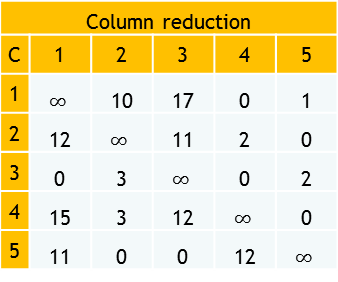 Column reduction
C 1 2 3 4 5
1 ∞ 10 17 0 1
2 12 ∞ 11 2 0
3 0 3 ∞ 0 2
4 15 3 12 ∞ 0
5 11 0 0 12 ∞